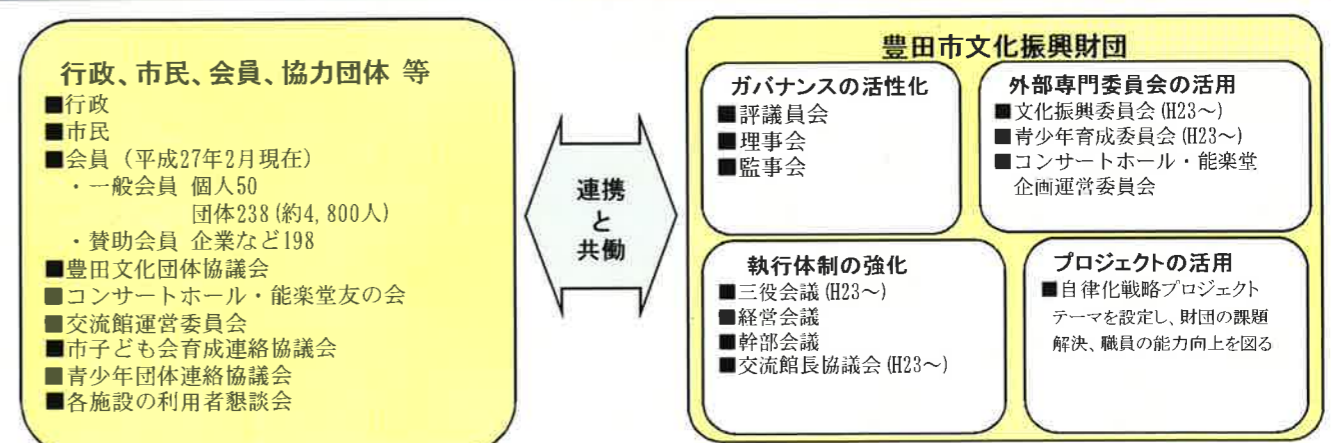 行政、市民、会員、協力団体 等
■行政
■市民
■会員（平成27年2月現在）
・一般会員 個人50
団体238(約4,800人)
・賛助会員 企業など198
■豊田文化団体協議会
■コンサートホール・能楽堂友の会
■交流館運営委員会
■市子ども会育成連絡協議会
■青少年団体連絡協議会
■各施設の利用者懇談会
連携
と
共働
豊田市文化振興財団
ガバナンスの活性化
■評議員会
■理事会
■監事会
外部専門委員会の活用
■文化振興委員会(H23～)
■青少年育成委員会(H23～)
■コンサートホール・能楽堂
企画運営委員会
執行体制の強化
■三役会議(H23～)
■経営会議
■幹部会議
■交流館長協議会(H23～)
プロジェクトの活用
■自律化戦略プロジェクト
テーマを設定し、財団の課題
解決、職員の能力向上を図る